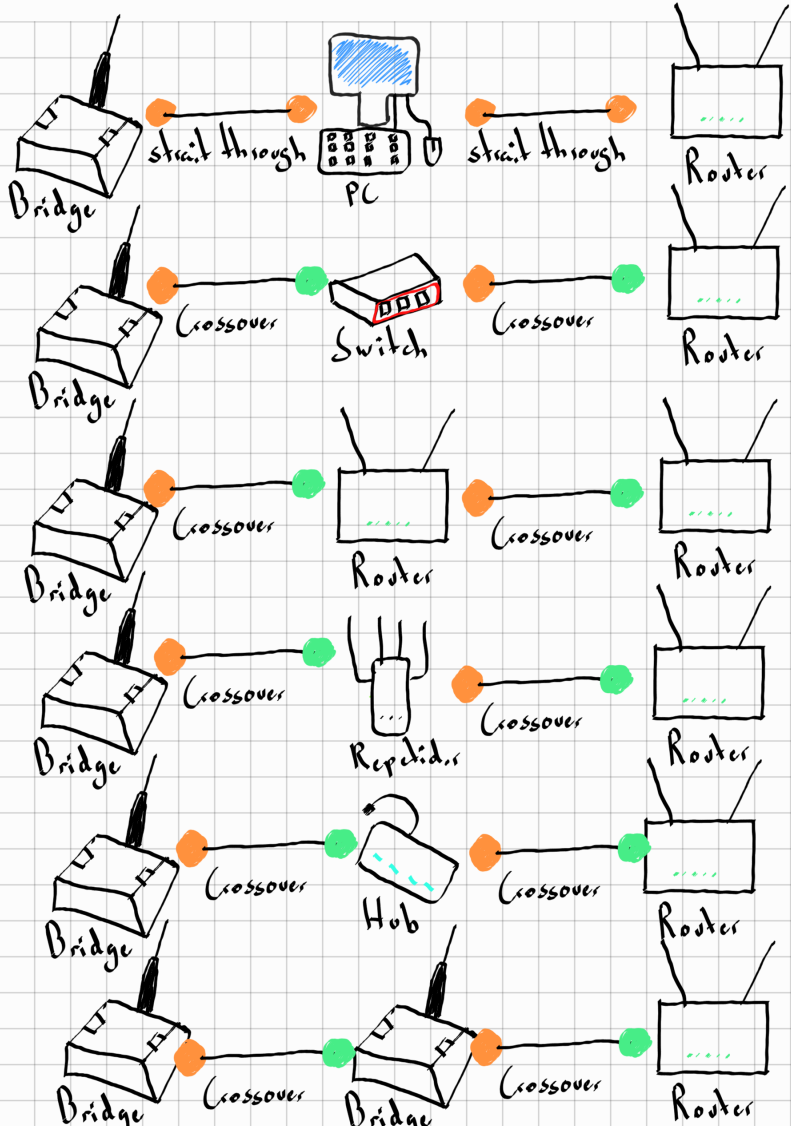 strait through strait through
Bridge PC Router
Crossover Crossover
Bridge Switch Router
Crossover Crossover
Bridge Router Router
Crossover Crossover
Bridge Repetidor Router
Crossover Crossover
Bridge Hub Router
Crossover Crossover
Bridge Bridge Router